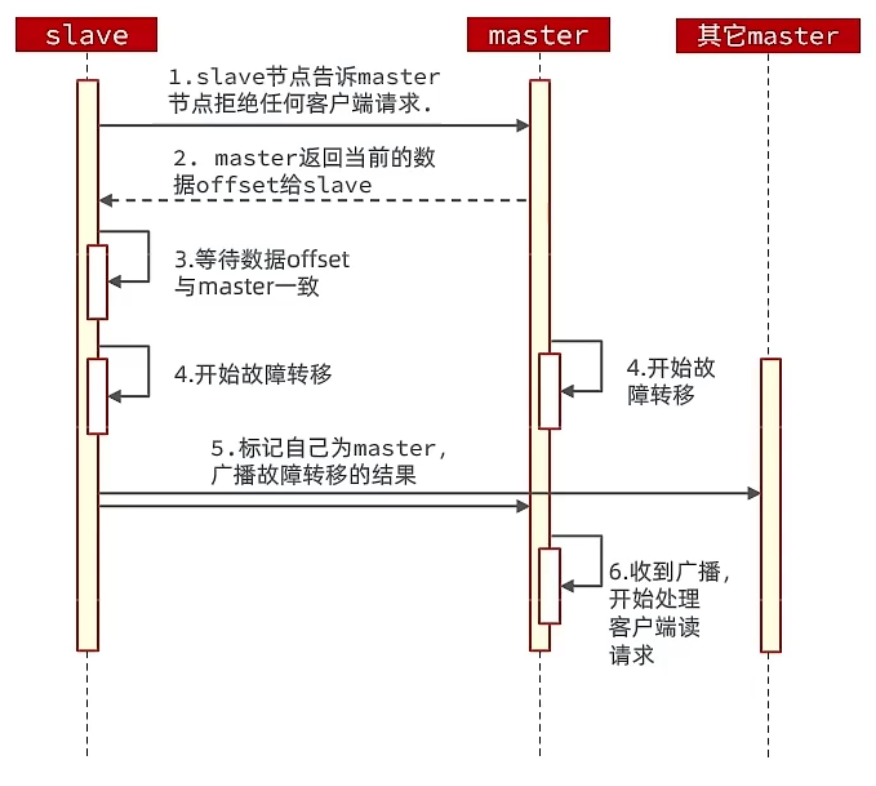 slave
master
其它master
1.slave节点告诉master
节点拒绝任何客户端请求.
2. master返回当前的数
据offset给slave
3.等待数据offset
与master一致
4.开始故障转移
4.开始故
障转移
5.标记自己为master,
广播故障转移的结果
6.收到广播，
开始处理
客户端读
请求